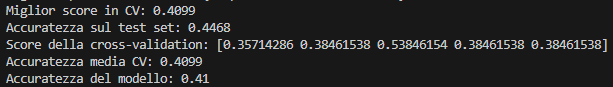 Miglior score in CV: 0.4099
Accuratezza sul test set: 0.4468
Score della cross-validation: [0.35714286 0.38461538 0.53846154 0.38461538 0.38461538]
Accuratezza media CV: 0.4099
Accuratezza del modello: 0.41